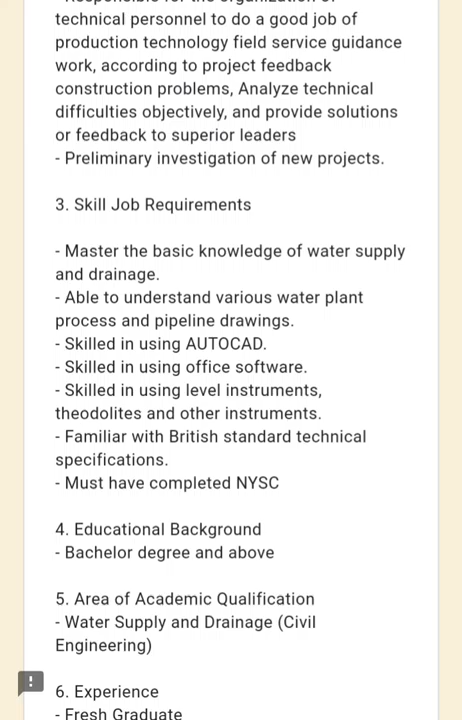 - Responsible for the organization of
technical personnel to do a good job of
production technology field service guidance
work, according to project feedback
construction problems, Analyze technical
difficulties objectively, and provide solutions
or feedback to superior leaders
- Preliminary investigation of new projects.
3. Skill Job Requirements
- Master the basic knowledge of water supply
and drainage.
- Able to understand various water plant
process and pipeline drawings.
- Skilled in using AUTOCAD.
- Skilled in using office software.
- Skilled in using level instruments,
theodolites and other instruments.
- Familiar with British standard technical
specifications.
- Must have completed NYSC
4. Educational Background
- Bachelor degree and above
5. Area of Academic Qualification
- Water Supply and Drainage (Civil
Engineering)
6. Experience
- Fresh Graduate